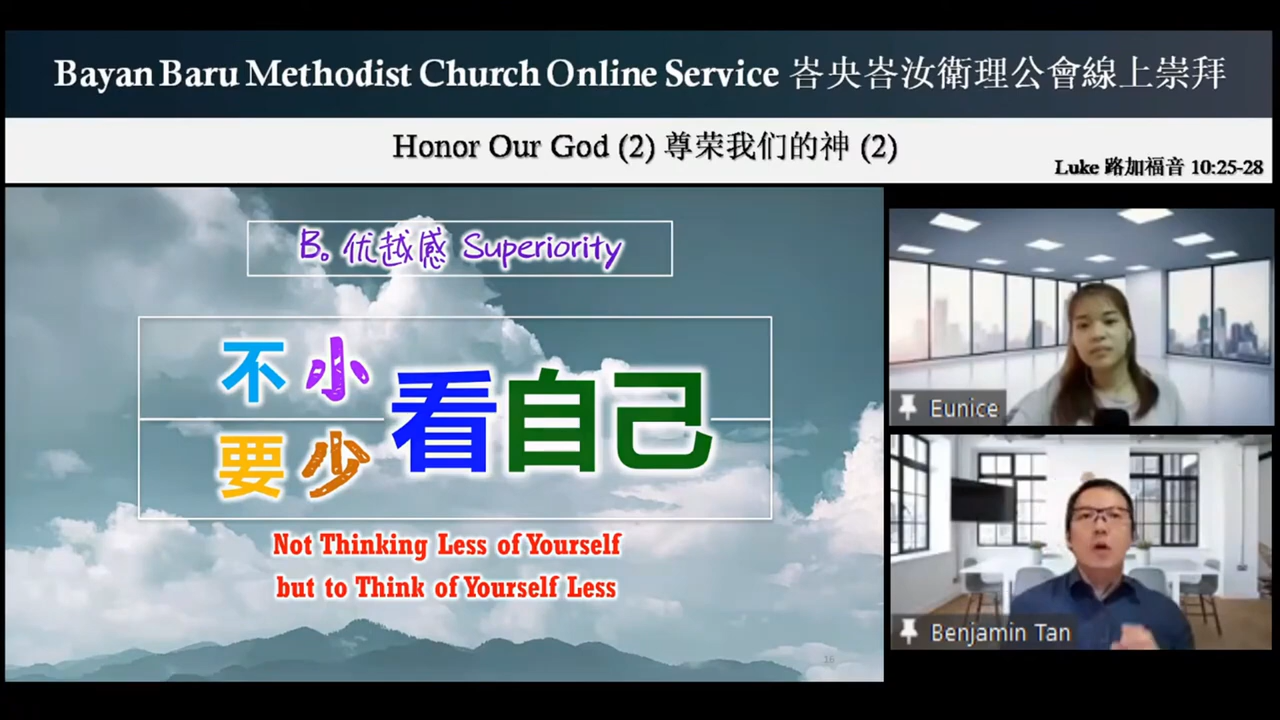 Bayan Baru Methodist Church Online Service 峇央峇汝衛理公會線上崇拜
Honor Our God (2) 尊荣我们的神 (2)
Luke 路加福音 10:25-28
B。优越感 Superiority
不小
看自己
要少
Not Thinking Less of Yourself
but to Think of Yourself Less
16
Eunice
Benjamin Tan